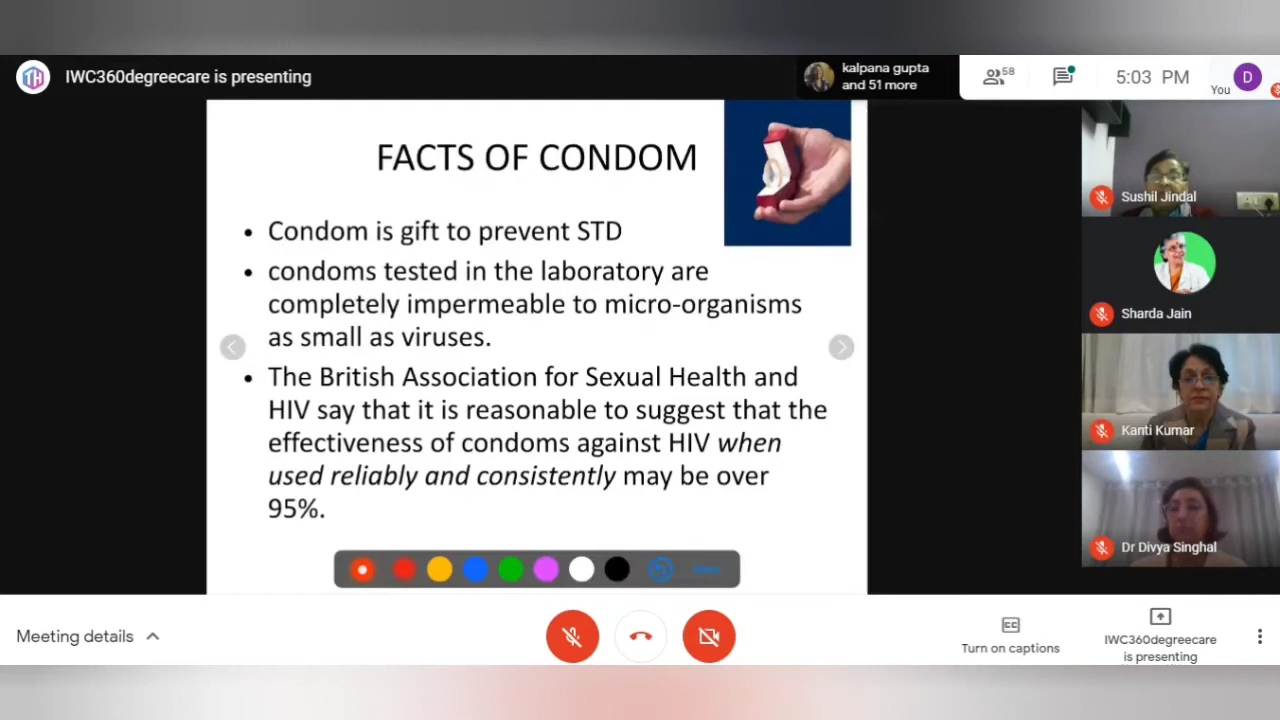 TH
IWC360degreecare is presenting
kalpana gupta
and 51 more
58
5:03 PM
You
D
FACTS OF CONDOM
• Condom is gift to prevent STD
• condoms tested in the laboratory are
completely impermeable to micro-organisms
as small as viruses.
• The British Association for Sexual Health and
HIV say that it is reasonable to suggest that the
effectiveness of condoms against HIV when
used reliably and consistently may be over
95%.
Sushil Jindal
Sharda Jain
Kanti Kumar
Dr Divya Singhal
Meeting details
CC
Turn on captions
IWC360degreecare
is presenting